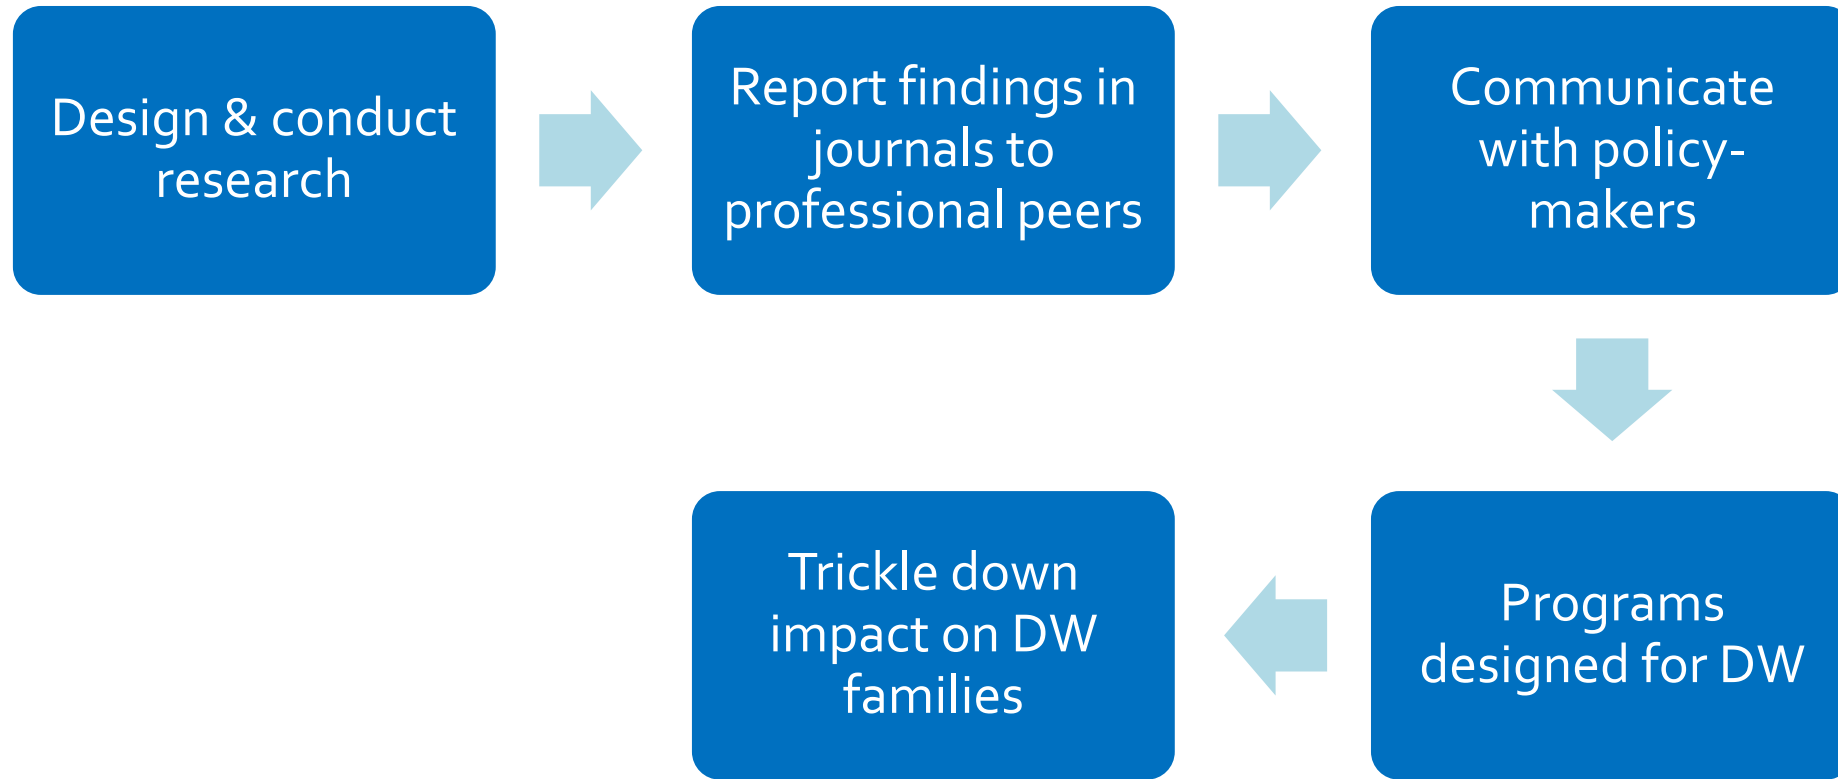 Design & conduct
research
Report findings in
journals to
professional peers
Communicate
with policy-
makers
Programs
designed for DW
Trickle down
impact on DW
families